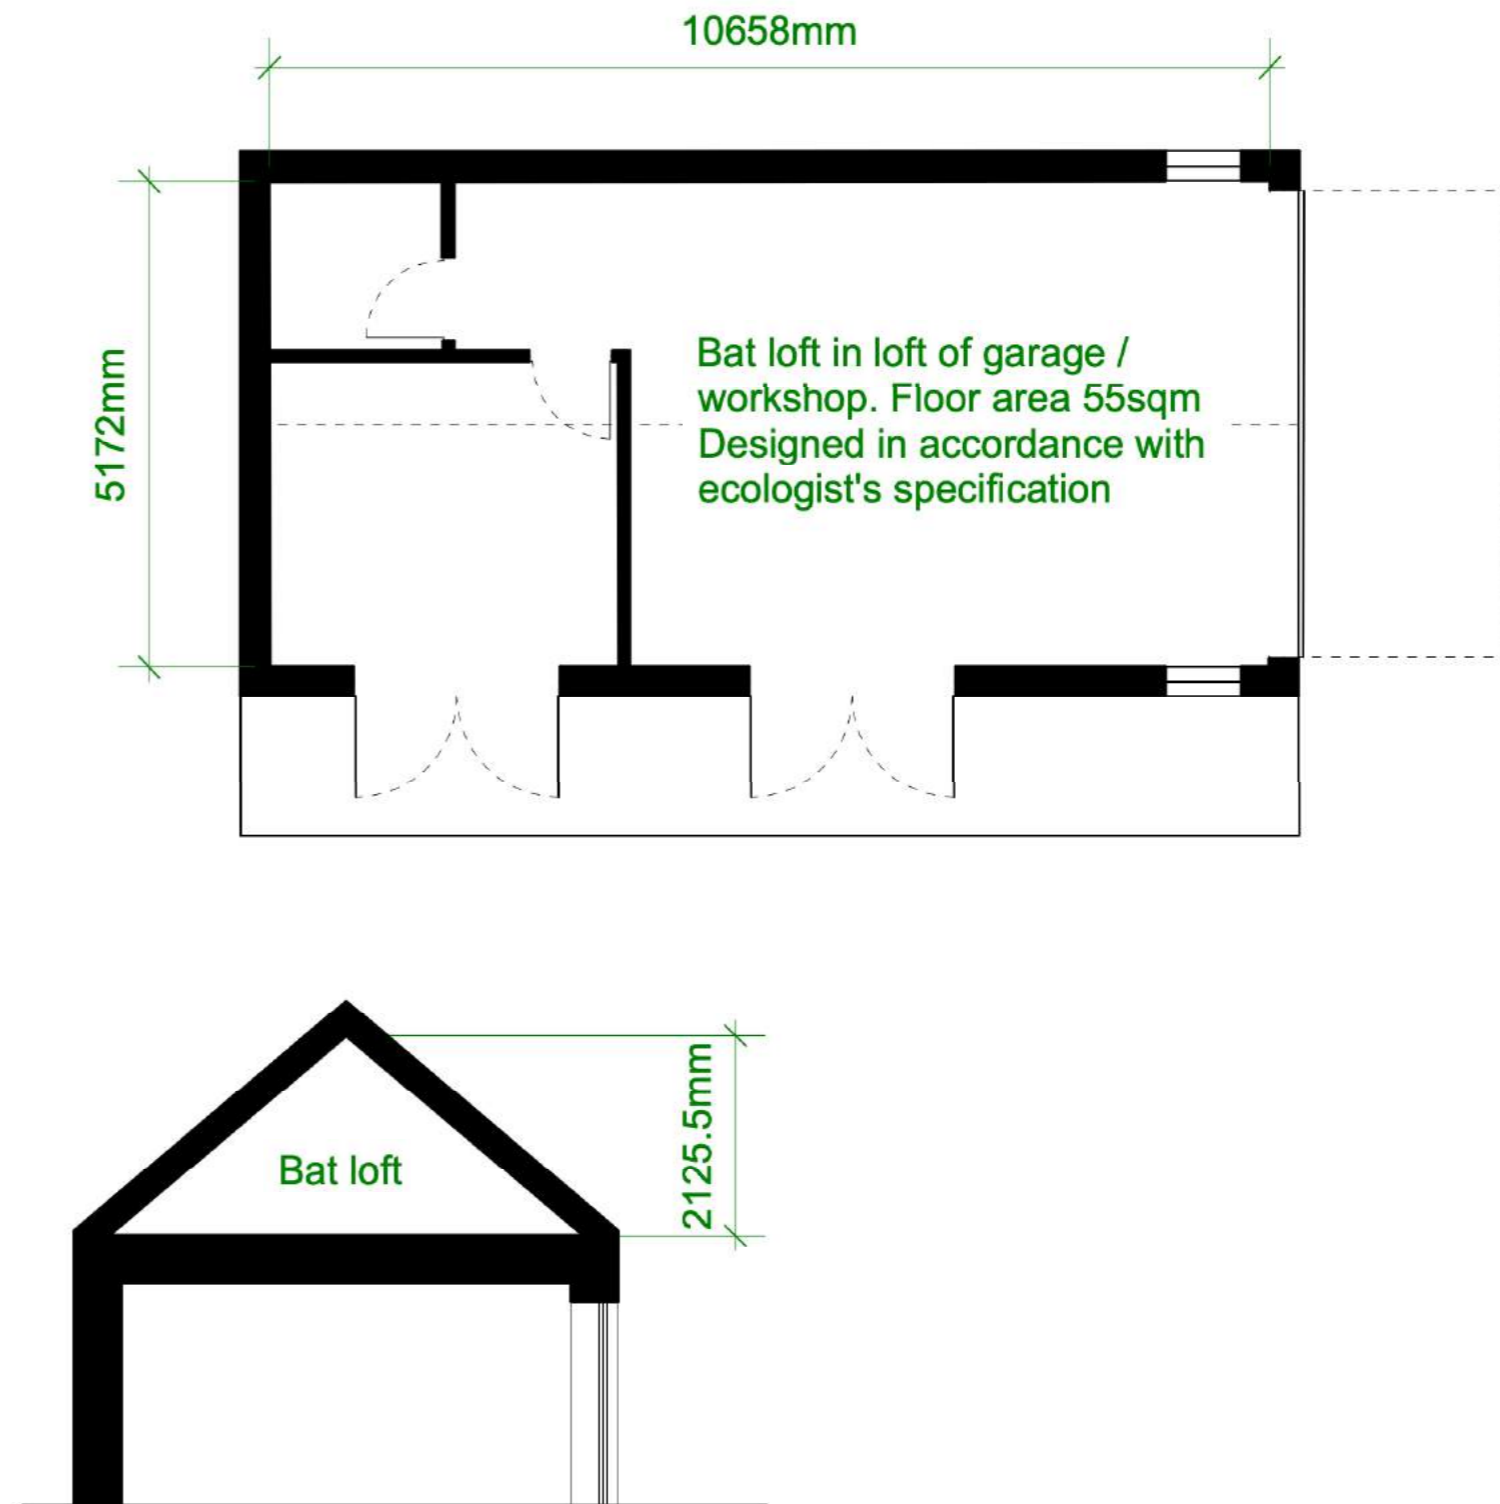 10658mm
5172mm
Bat loft in loft of garage /
workshop. Floor area 55sqm
Designed in accordance with
ecologist's specification
2125.5mm
Bat loft